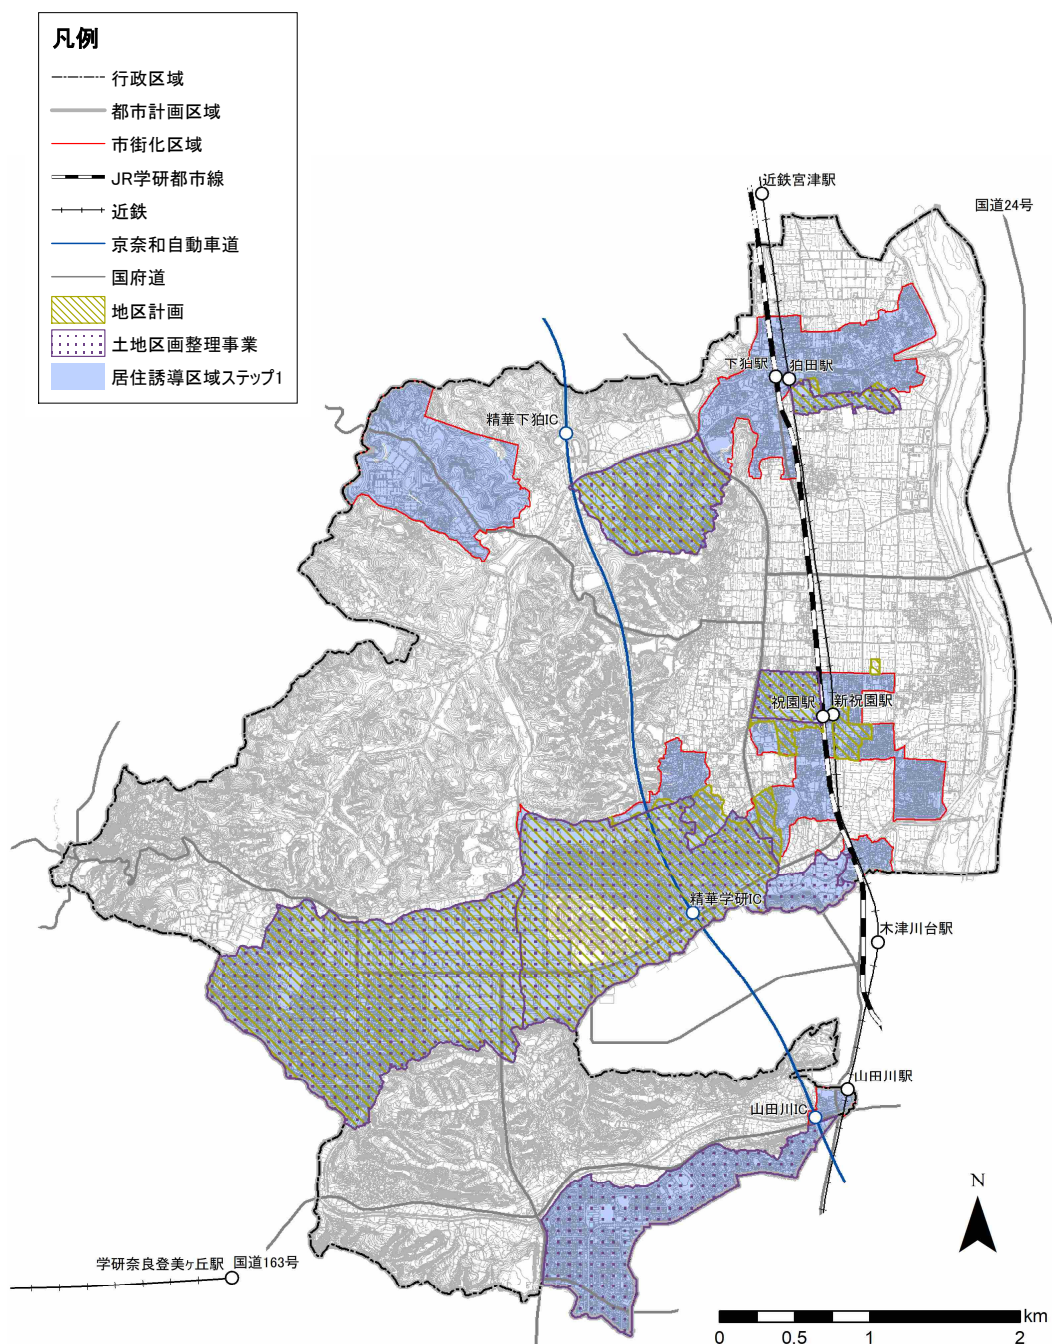 凡例
行政区域
都市計画区域
市街化区域
JR学研都市線
近鉄
京奈和自動車道
国府道
地区計画
土地区画整理事業
居住誘導区域ステップ1
近鉄宮津駅
国道24号
下狛駅
狛田駅
精華下狛IC
祝園駅
新祝園駅
精華学研IC
木津川台駅
山田川駅
山田川IC
N
学研奈良登美ヶ丘駅
国道163号
km
0 0.5 1 2